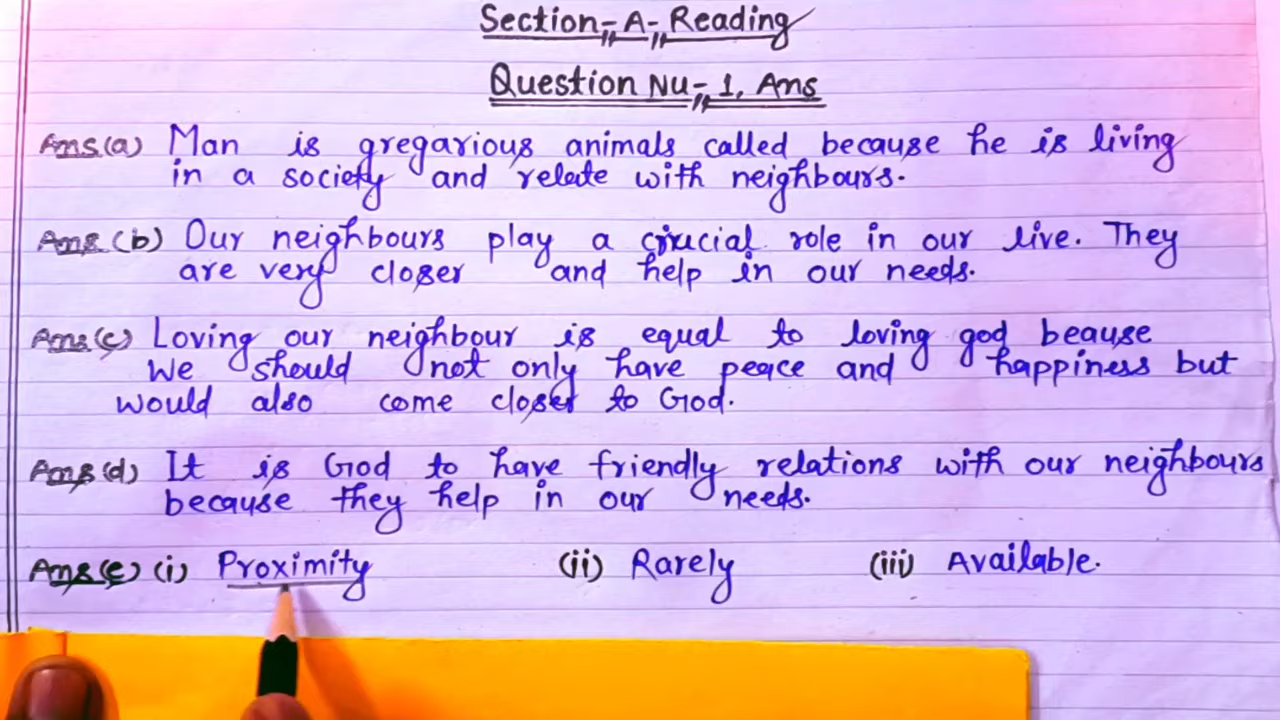 Section-A-Reading
Question Nu-1, Ans
Ans(a) Man is gregarious animals called because he is living
in a society and relate with neighbours.
Ans(b) Our neighbours play a crucial role in our live. They
are very closer and help in our needs.
Ans(c) Loving our neighbour is equal to loving god beause
We should not only have peace and happiness but
would also come closer to God.
Ans(d) It is God to have friendly relations with our neighbours
because they help in our needs.
Ans(e) (i) Proximity (ii) Rarely (iii) Available.